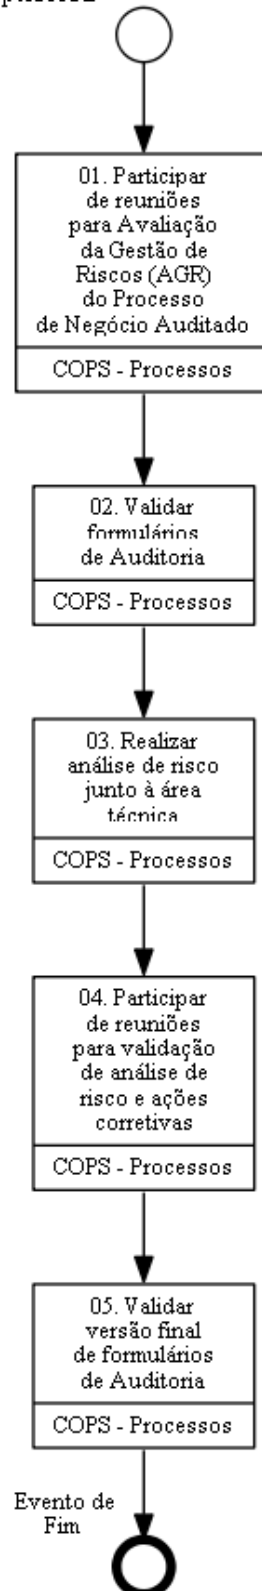 01. Participar
de reuniões
para Avaliação
da Gestão de
Riscos (AGR)
do Processo
de Negócio Auditado
COPS - Processos
02. Validar
formulários
de Auditoria
COPS - Processos
03. Realizar
análise de risco
junto à área
técnica
COPS - Processos
04. Participar
de reuniões
para validação
de análise de
risco e ações
corretivas
COPS - Processos
05. Validar
versão final
de formulários
de Auditoria
COPS - Processos
Evento de
Fim